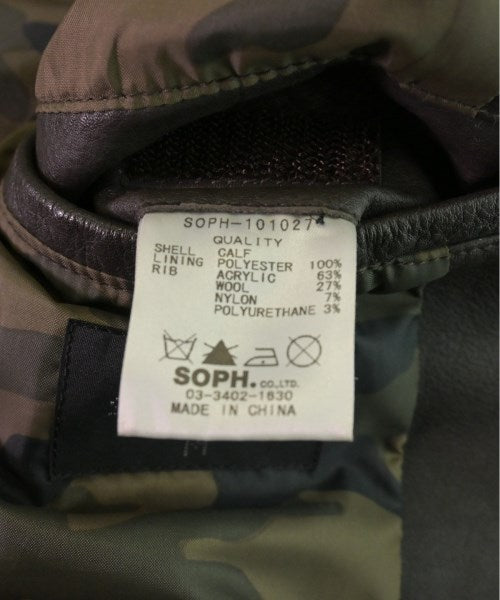 SOPH-101027
QUALITY
SHELL CALF
LINING POLYESTER 100%
RIB ACRYLIC 63%
WOOL 27%
NYLON 7%
POLYURETHANE 3%
SOPH. CO.,LTD.
03-3402-1830
MADE IN CHINA